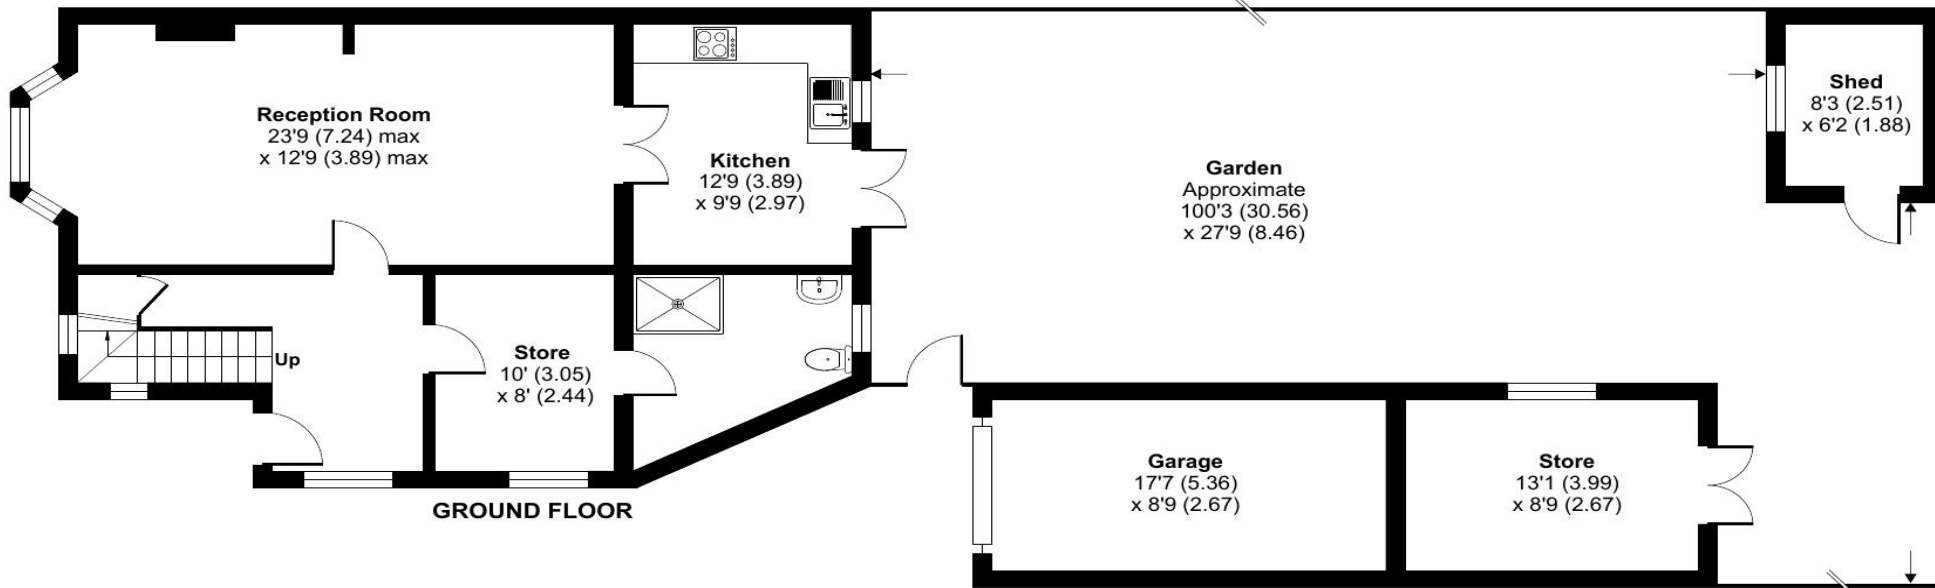 Reception Room
23'9 (7.24) max
x 12'9 (3.89) max
Kitchen
12'9 (3.89)
x 9'9 (2.97)
Garden
Approximate
100'3 (30.56)
x 27'9 (8.46)
Shed
8'3 (2.51)
x 6'2 (1.88)
Up
Store
10' (3.05)
x 8' (2.44)
Garage
17'7 (5.36)
x 8'9 (2.67)
Store
13'1 (3.99)
x 8'9 (2.67)
GROUND FLOOR